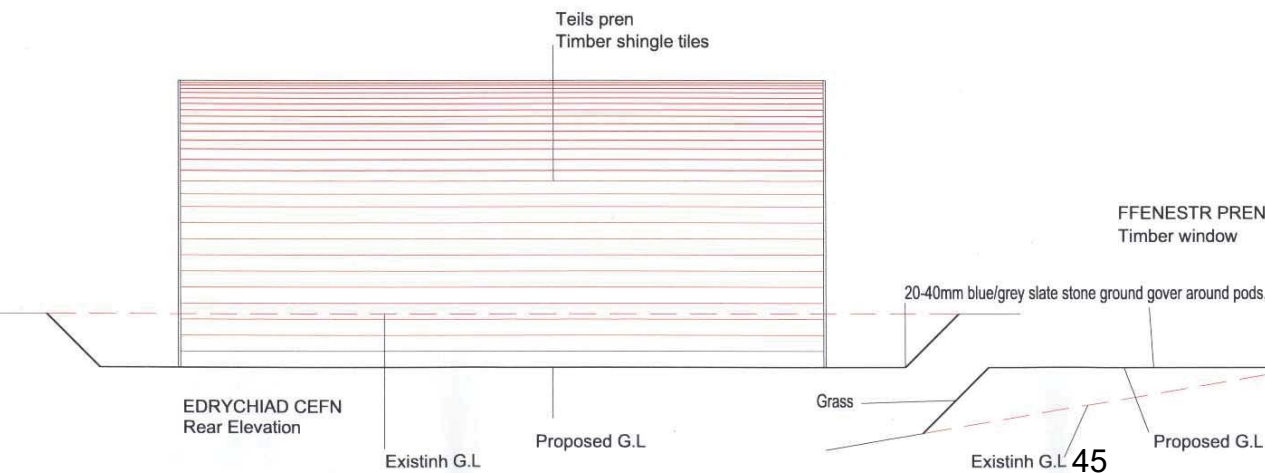 Teils pren
Timber shingle tiles
FFENESTR PREN
Timber window
20-40mm blue/grey slate stone ground gover around pods.
EDRYCHIAD CEFN
Rear Elevation
Grass
Existinh G.L
Proposed G.L
Existinh G.L
Proposed G.L
45